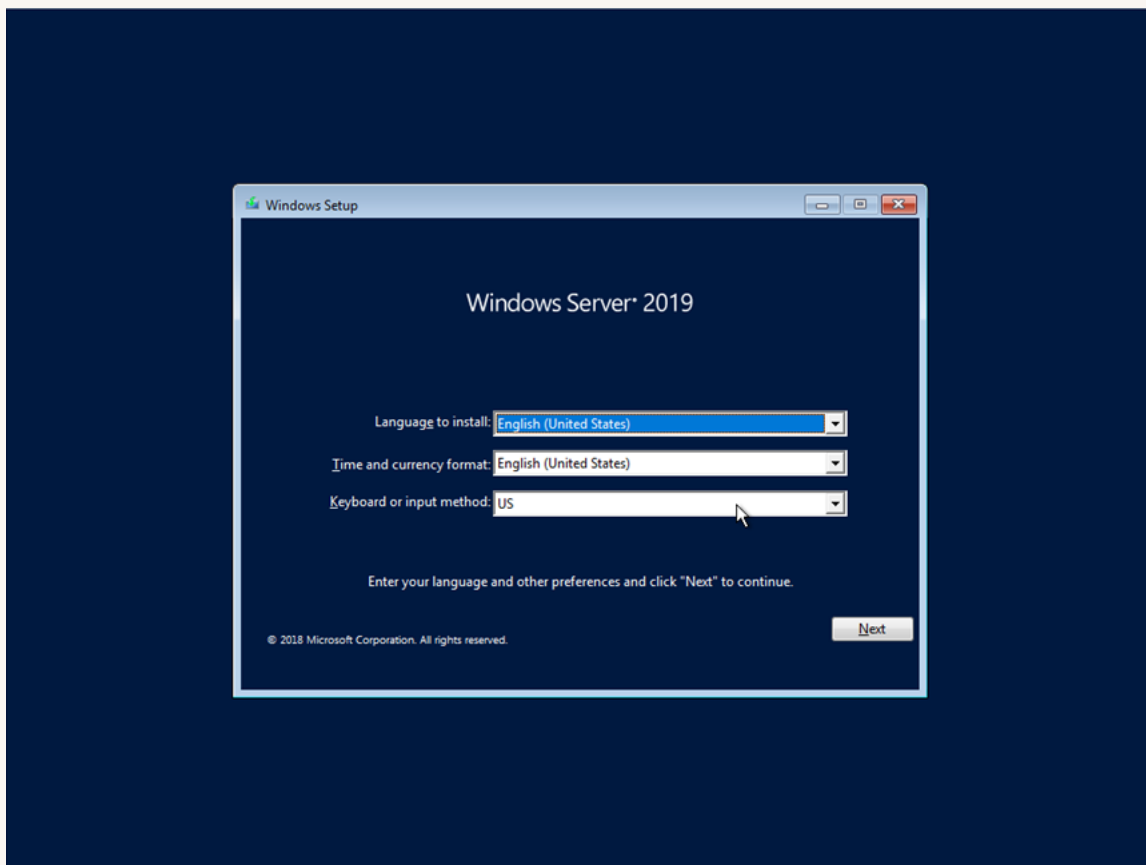 Windows Setup
Windows Server® 2019
Language to install: English (United States)
Time and currency format: English (United States)
Keyboard or input method: US
Enter your language and other preferences and click "Next" to continue.
© 2018 Microsoft Corporation. All rights reserved.
Next